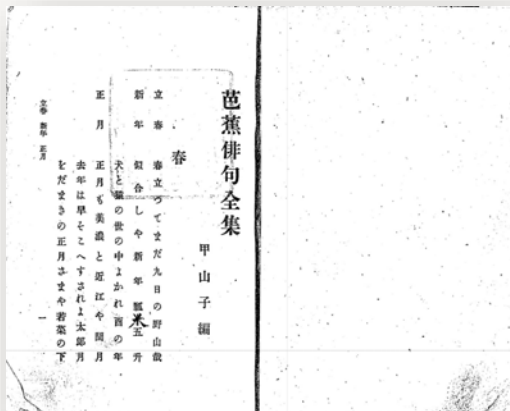 芭蕉俳句全集
甲山子編
春
立春 春立つてまだ九日の野山哉
新年 似合しや新年瓢米五升
犬と猿の世の中よかれ酉の年
正月 正月も美濃と近江や閏月
去年は早そこへすされよ太郎月
をだまきの正月さまや若菜の下
立春 新年 正月
一